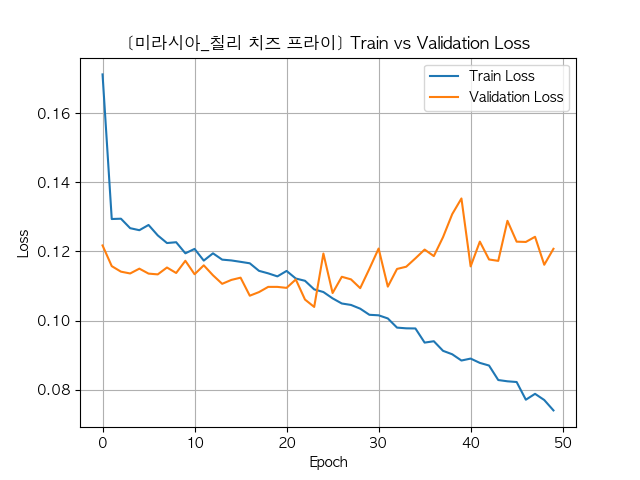 [미라시아_칠리 치즈 프라이] Train vs Validation Loss
Train Loss
Validation Loss
0.16
0.14
0.12
0.10
0.08
Loss
0
10
20
30
40
50
Epoch